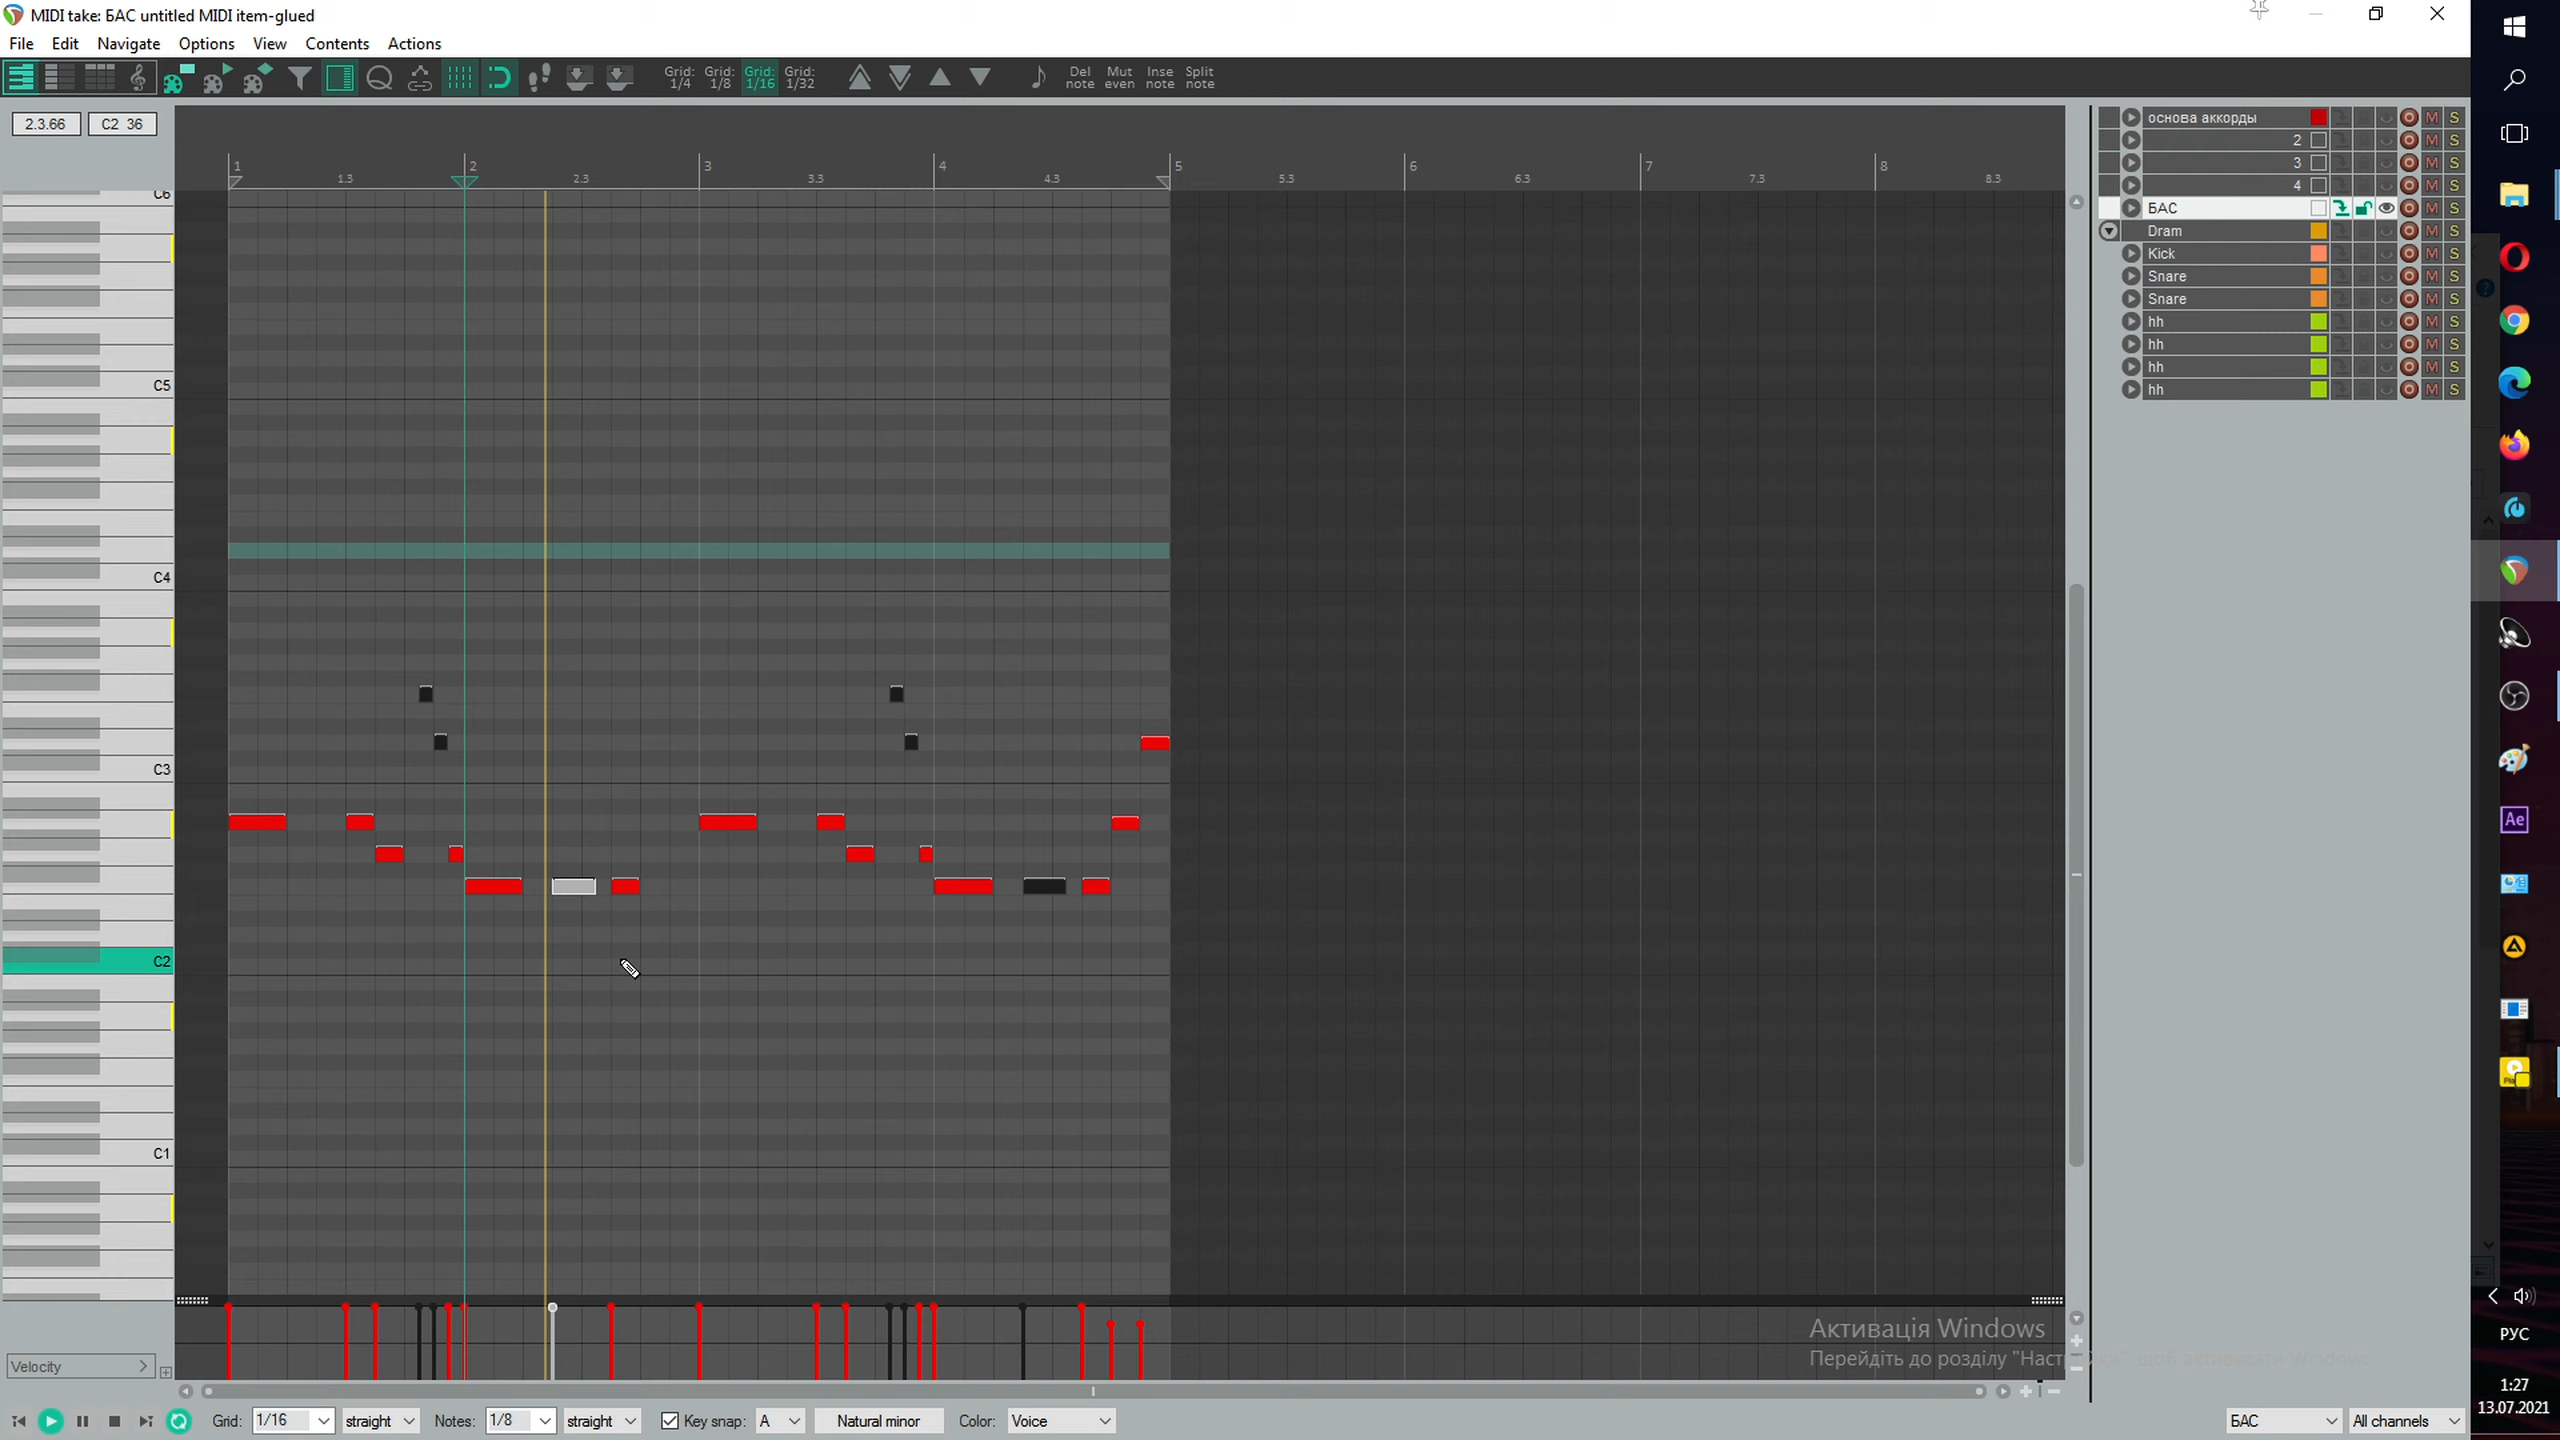 MIDI take: БАС untitled MIDI item-glued
File Edit Navigate Options View Contents Actions
Grid: 1/4 Grid: 1/8 Grid: 1/16 Grid: 1/32 Del note Mut even Inse note Split note
2.3.66 C2 36
1 2 3 4 5 6 7 8
1.3 2.3 3.3 4.3 5.3 6.3 7.3 8.3
основа аккорды M S
2 M S
3 M S
4 M S
БАС M S
Dram M S
Kick M S
Snare M S
Snare M S
hh M S
hh M S
hh M S
hh M S
C6
C5
C4
C3
C2
C1
Ae
Активація Windows
Перейдіть до розділу "Наст
Velocity
РУС
1:27
13.07.2021
Grid: 1/16 straight Notes: 1/8 straight Key snap: A Natural minor Color: Voice БАС All channels